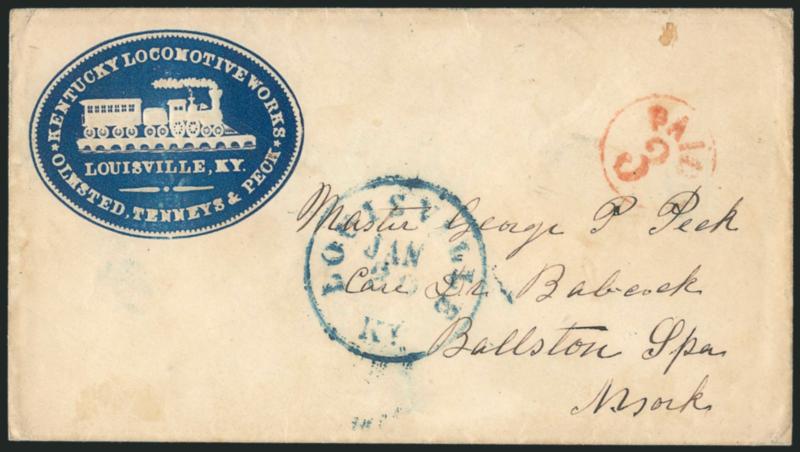 KENTUCKY LOCOMOTIVE WORKS
LOUISVILLE, KY.
OLMSTED, TENNEYS & PECK
PAID
3
LOUISVILLE
JAN
KY.
Master George P Peck
Care Dr Babcock
Ballston Spa
N York